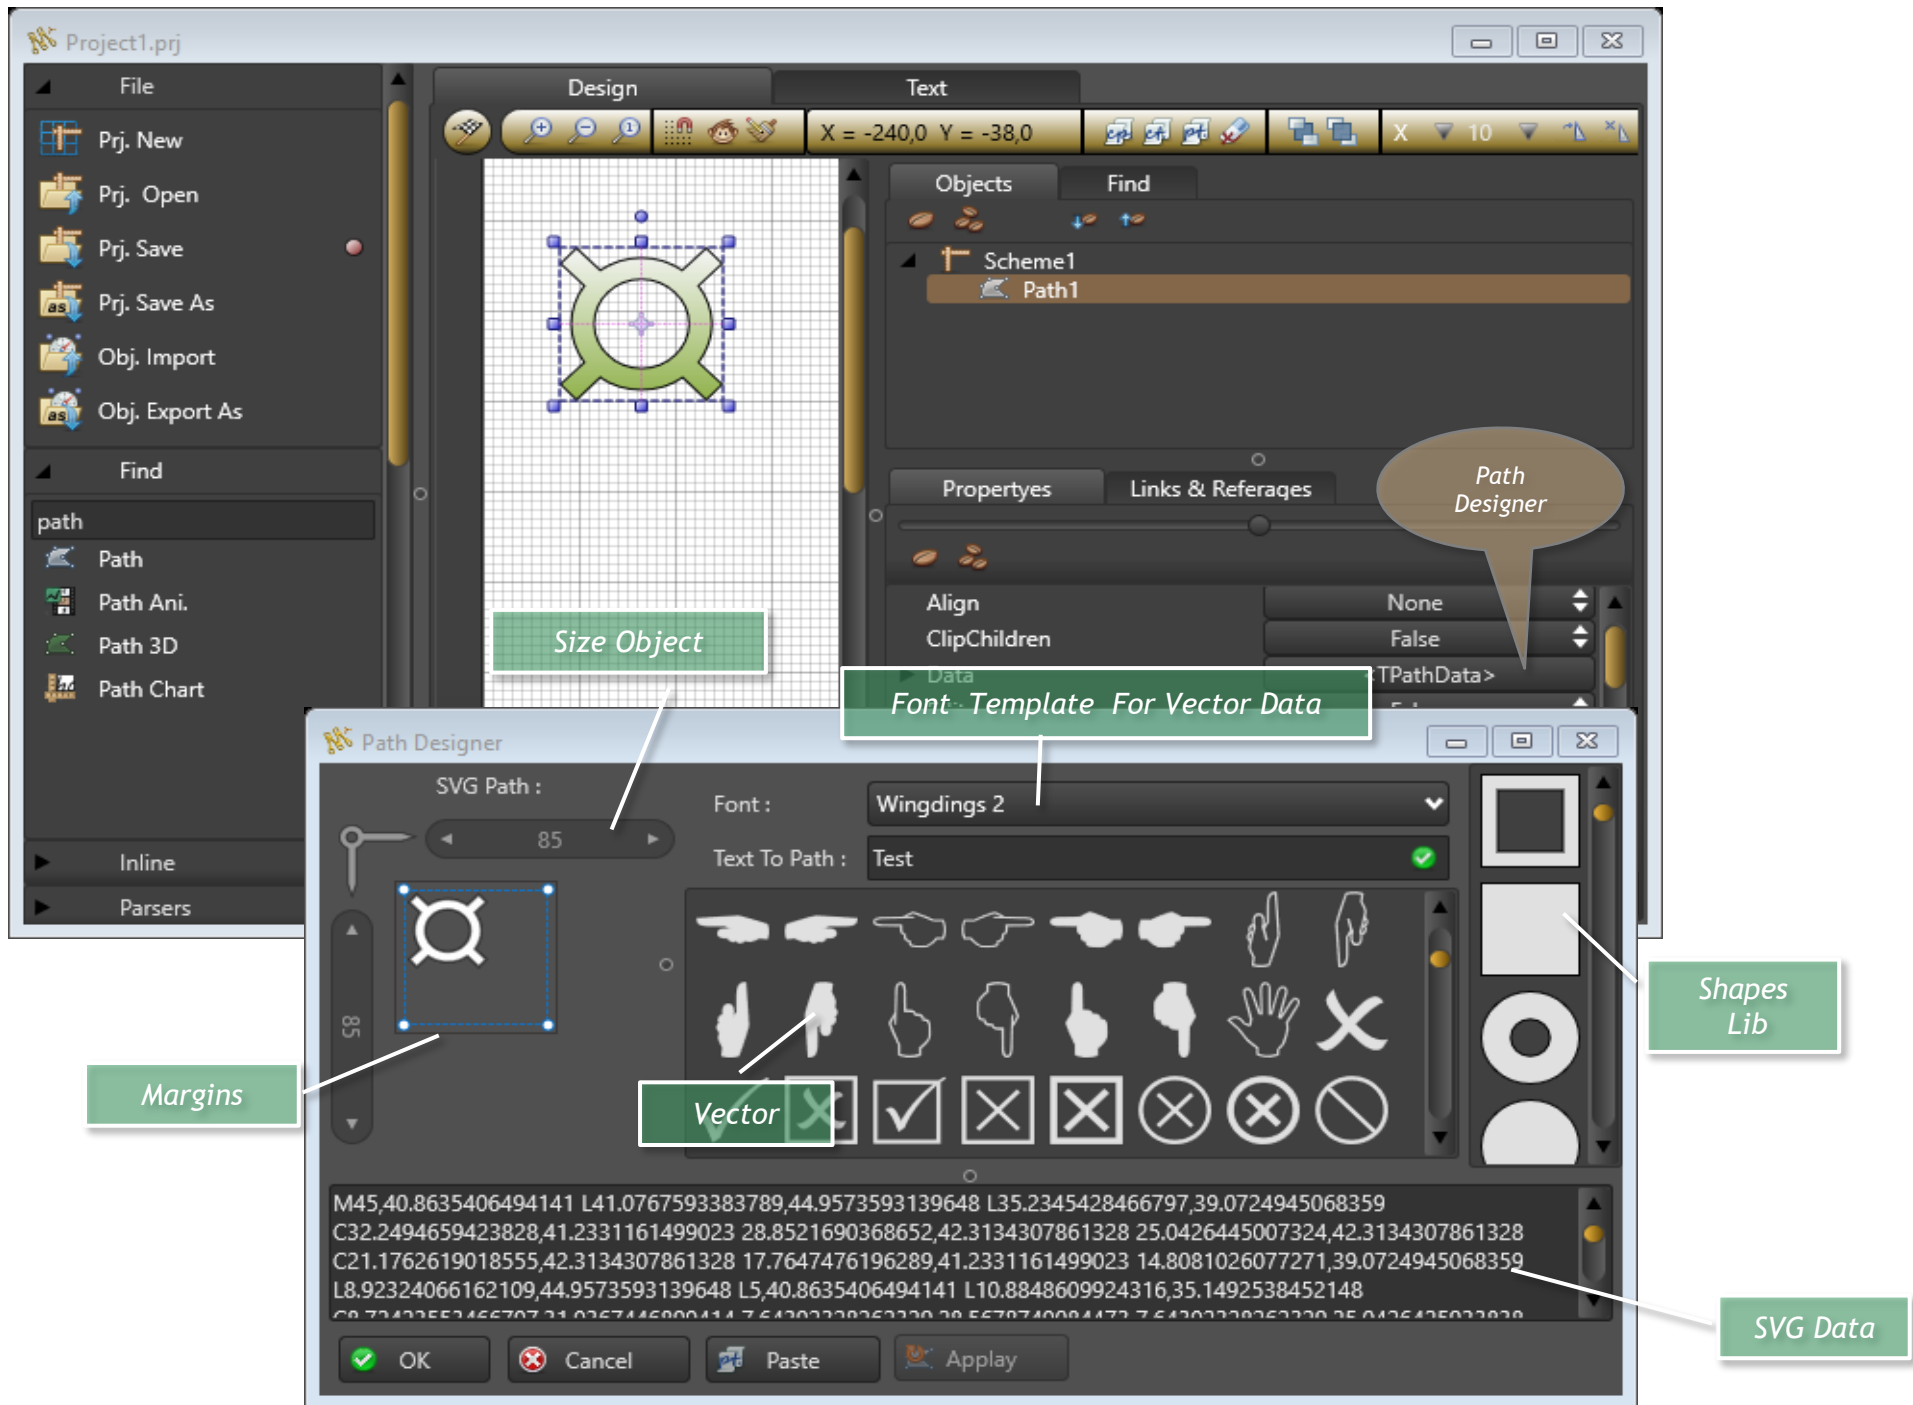 Project1.prj
File
Prj. New
Prj. Open
Prj. Save
Prj. Save As
Obj. Import
Obj. Export As
Find
path
Path
Path Ani.
Path 3D
Path Chart
Inline
Parsers
Design
Text
X = -240,0 Y = -38,0
X
10
Objects
Find
Scheme1
Path1
Propertyes
Links & Referages
Path
Designer
Align
None
ClipChildren
False
Data
<TPathData>
Size Object
Font Template For Vector Data
Path Designer
SVG Path :
85
85
Font :
Wingdings 2
Text To Path :
Test
Margins
Vector
Shapes
Lib
M45,40.8635406494141 L41.0767593383789,44.9573593139648 L35.2345428466797,39.0724945068359
C32.2494659423828,41.2331161499023 28.8521690368652,42.3134307861328 25.0426445007324,42.3134307861328
C21.1762619018555,42.3134307861328 17.7647476196289,41.2331161499023 14.8081026077271,39.0724945068359
L8.92324066162109,44.9573593139648 L5,40.8635406494141 L10.8848609924316,35.1492538452148
SVG Data
OK
Cancel
Paste
Applay